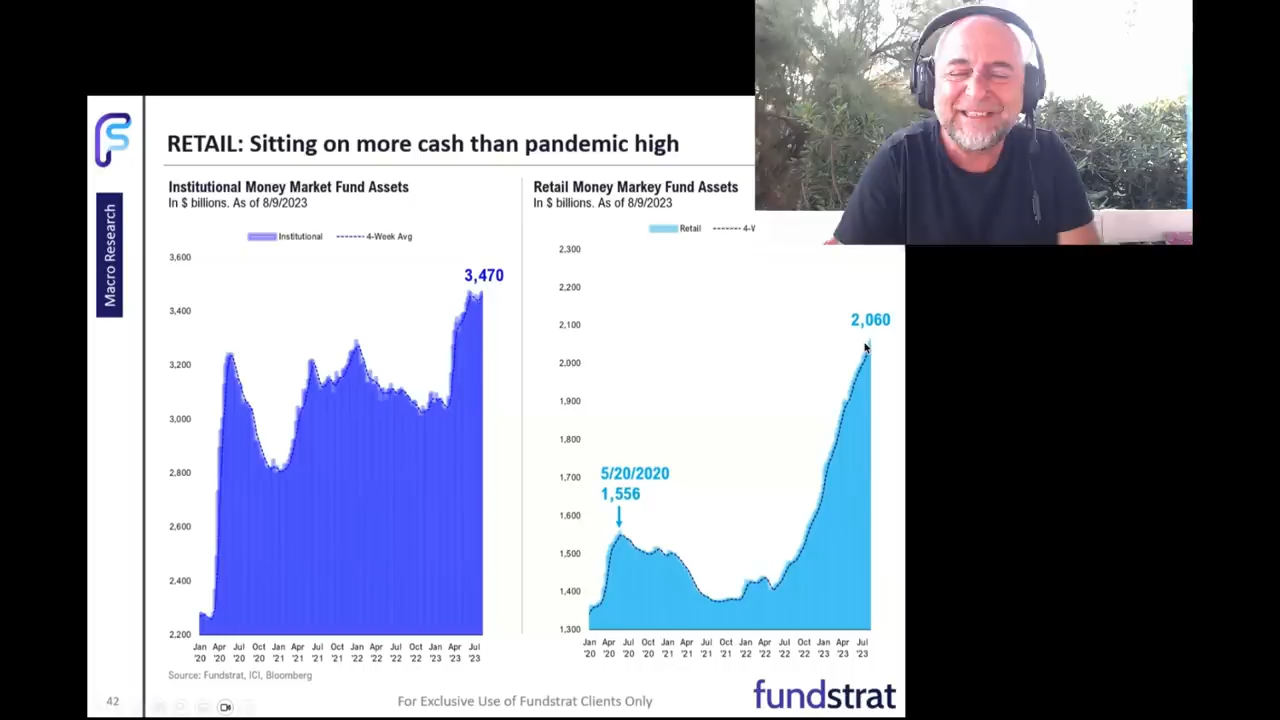 RETAIL: Sitting on more cash than pandemic high
Macro Research
Institutional Money Market Fund Assets
In $ billions. As of 8/9/2023
Institutional 4-Week Avg
3,600
3,400
3,200
3,000
2,800
2,600
2,400
2,200
3,470
Jan Apr Jul Oct Jan Apr Jul Oct Jan Apr Jul Oct Jan Apr Jul
'20 '20 '20 '20 '21 '21 '21 '21 '22 '22 '22 '22 '23 '23 '23
Source: Fundstrat, ICI, Bloomberg
Retail Money Markey Fund Assets
In $ billions. As of 8/9/2023
Retail 4-
2,300
2,200
2,100
2,000
1,900
1,800
1,700
1,600
1,500
1,400
1,300
2,060
5/20/2020
1,556
Jan Apr Jul Oct Jan Apr Jul Oct Jan Apr Jul Oct Jan Apr Jul
'20 '20 '20 '20 '21 '21 '21 '21 '22 '22 '22 '22 '23 '23 '23
42
For Exclusive Use of Fundstrat Clients Only
fundstrat